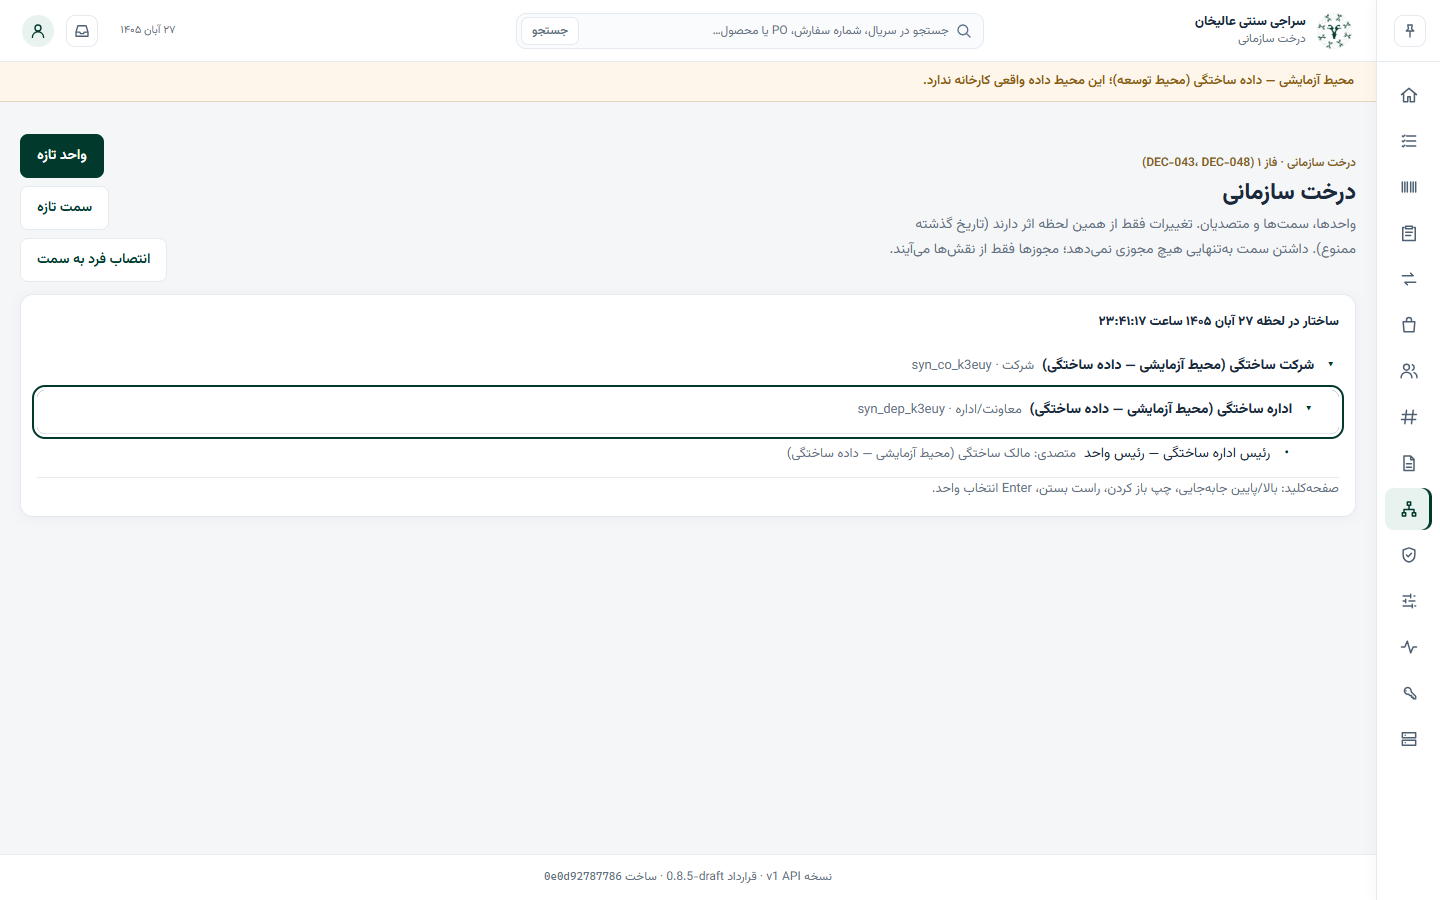 سراجی سنتی عالیخان
درخت سازمانی
جستجو در سریال، شماره سفارش، PO یا محصول...
جستجو
۲۷ آبان ۱۴۰۵
محیط آزمایشی — داده ساختگی (محیط توسعه)؛ این محیط داده واقعی کارخانه ندارد.
درخت سازمانی · فاز ۱ (DEC-043، DEC-048)
درخت سازمانی
واحدها، سمت‌ها و متصدیان. تغییرات فقط از همین لحظه اثر دارند (تاریخ گذشته
ممنوع). داشتن سمت به‌تنهایی هیچ مجوزی نمی‌دهد؛ مجوزها فقط از نقش‌ها می‌آیند.
واحد تازه
سمت تازه
انتصاب فرد به سمت
ساختار در لحظه ۲۷ آبان ۱۴۰۵ ساعت ۲۳:۴۱:۱۷
شرکت ساختگی (محیط آزمایشی — داده ساختگی) شرکت · syn_co_k3euy
اداره ساختگی (محیط آزمایشی — داده ساختگی) معاونت/اداره · syn_dep_k3euy
رئیس اداره ساختگی — رئیس واحد متصدی: مالک ساختگی (محیط آزمایشی — داده ساختگی)
صفحه‌کلید: بالا/پایین جابه‌جایی، چپ باز کردن، راست بستن، Enter انتخاب واحد.
نسخه v1 API · قرارداد 0.8.5-draft · ساخت 0e0d92787786